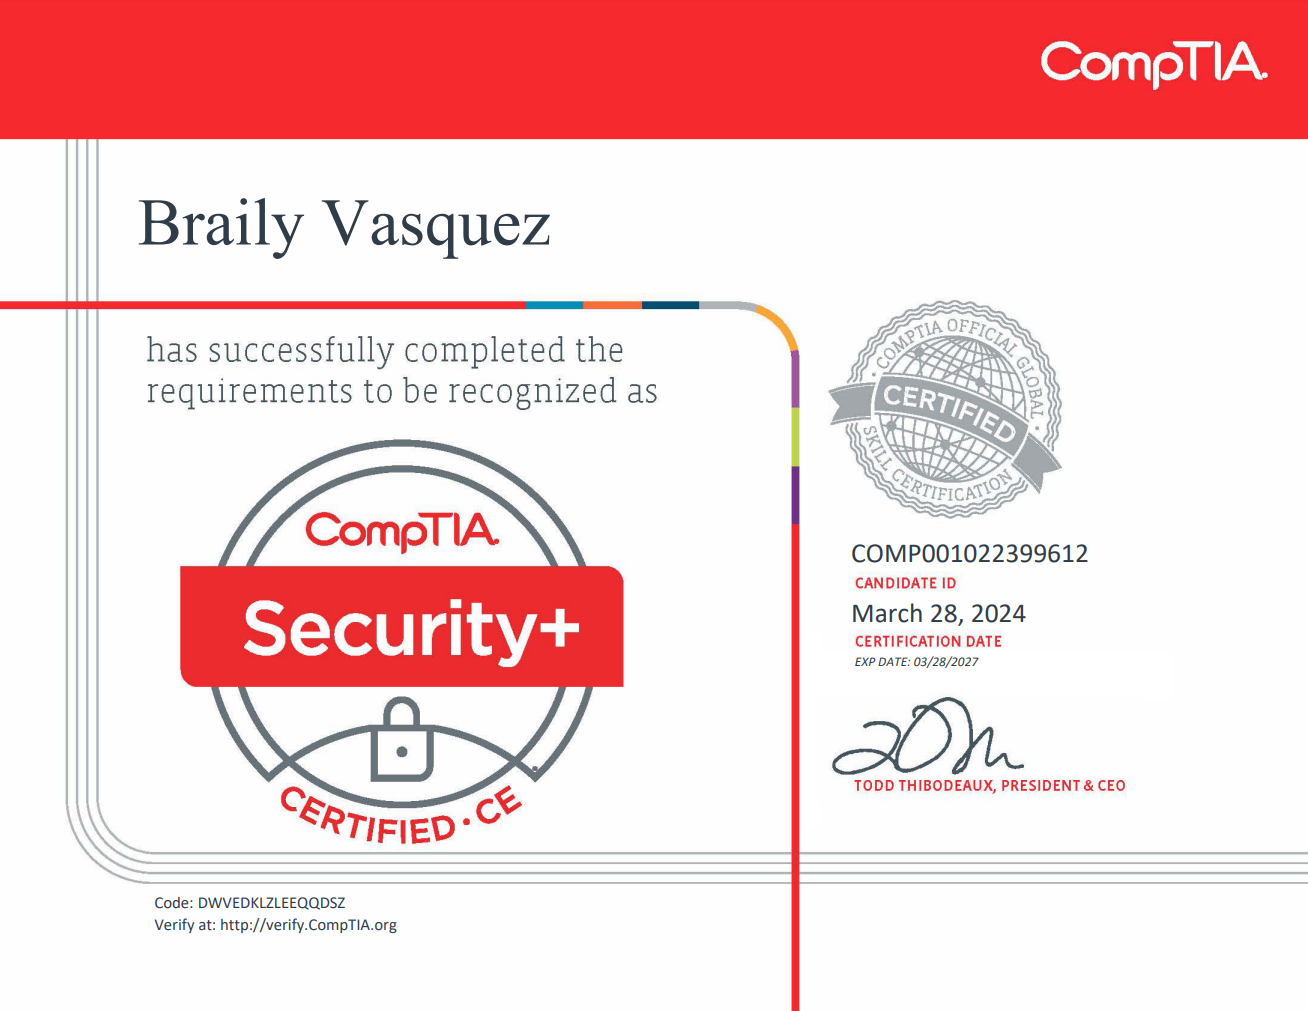 CompTIA.
Braily Vasquez
has successfully completed the
requirements to be recognized as
CompTIA.
Security+
CERTIFIED · CE
· COMPTIA OFFICIAL GLOBAL ·
CERTIFIED
SKILL CERTIFICATION
COMP001022399612
CANDIDATE ID
March 28, 2024
CERTIFICATION DATE
EXP DATE: 03/28/2027
TODD THIBODEAUX, PRESIDENT & CEO
Code: DWVEDKLZLEEQQDSZ
Verify at: http://verify.CompTIA.org